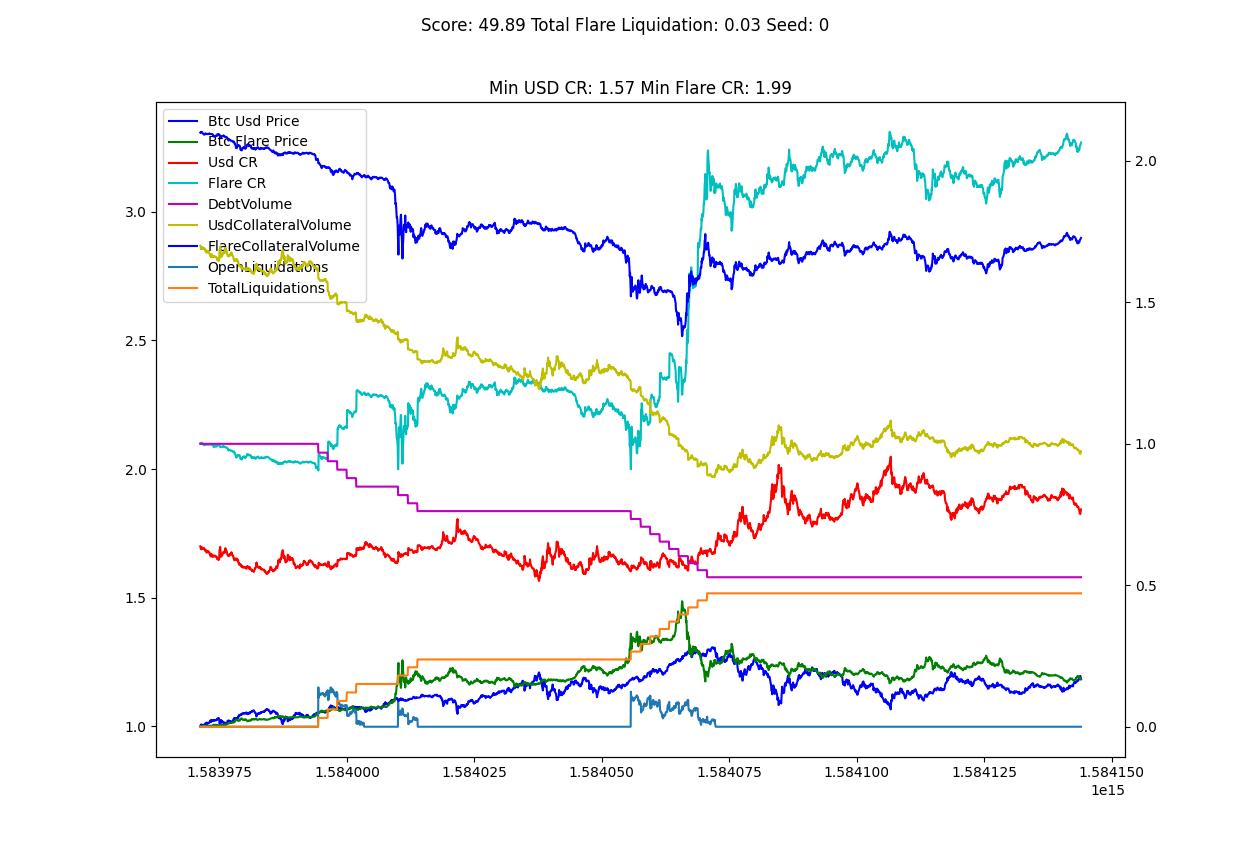 Score: 49.89 Total Flare Liquidation: 0.03 Seed: 0
Min USD CR: 1.57 Min Flare CR: 1.99
Btc Usd Price
Btc Flare Price
Usd CR
Flare CR
DebtVolume
UsdCollateralVolume
FlareCollateralVolume
OpenLiquidations
TotalLiquidations
3.0
2.5
2.0
1.5
1.0
2.0
1.5
1.0
0.5
0.0
1.583975 1.584000 1.584025 1.584050 1.584075 1.584100 1.584125 1.584150
1e15